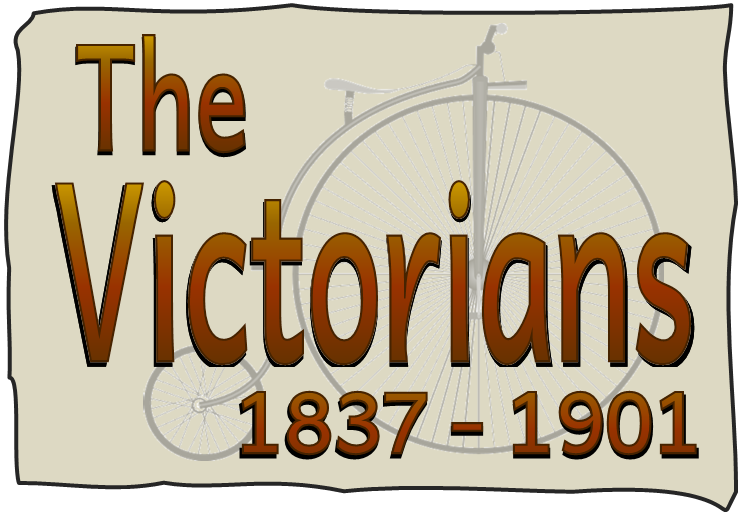 The
Victorians
1837 – 1901